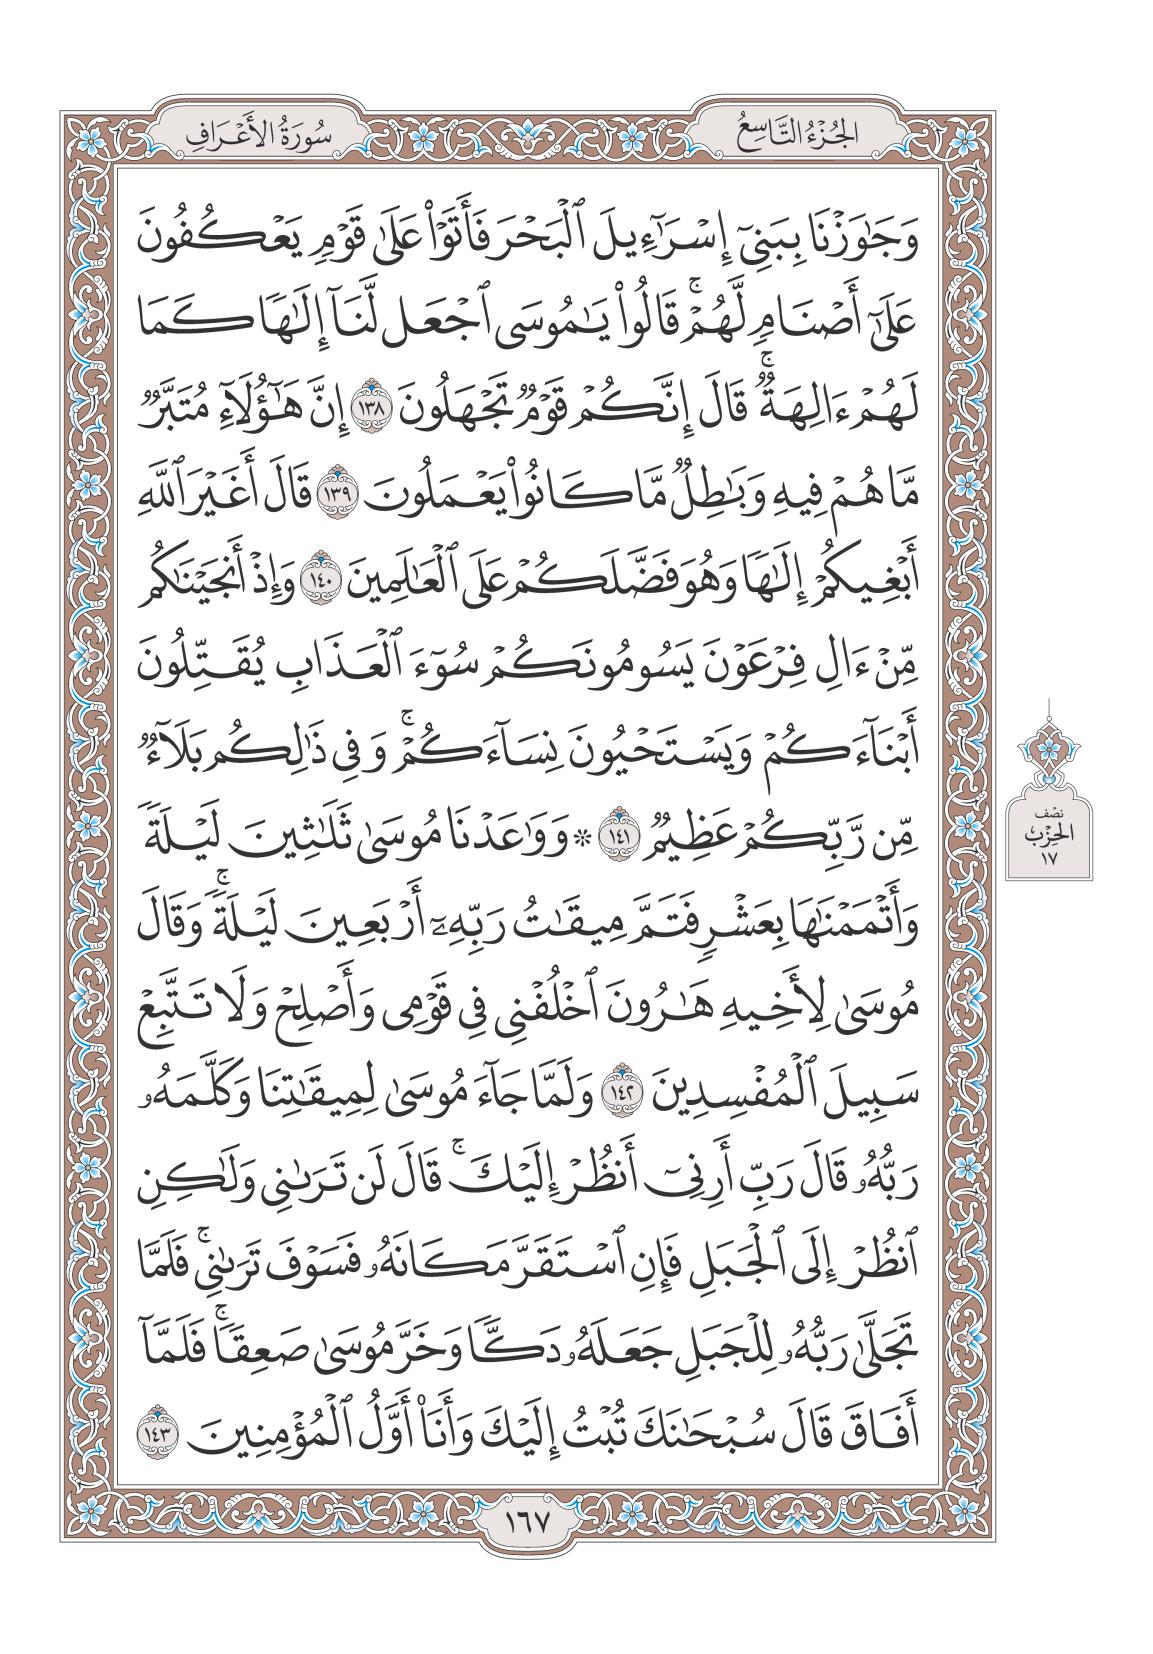 الجُزْءُ التَّاسِعُ
سُورَةُ الأَعْرَافِ
وَجَٰوَزْنَا بِبَنِىٓ إِسْرَٰٓءِيلَ ٱلْبَحْرَ فَأَتَوْا۟ عَلَىٰ قَوْمٍ يَعْكُفُونَ
عَلَىٰٓ أَصْنَامٍ لَّهُمْ ۚ قَالُوا۟ يَٰمُوسَى ٱجْعَل لَّنَآ إِلَٰهًا كَمَا
لَهُمْ ءَالِهَةٌ ۚ قَالَ إِنَّكُمْ قَوْمٌ تَجْهَلُونَ ١٣٨ إِنَّ هَٰٓؤُلَآءِ مُتَبَّرٌ
مَّا هُمْ فِيهِ وَبَٰطِلٌ مَّا كَانُوا۟ يَعْمَلُونَ ١٣٩ قَالَ أَغَيْرَ ٱللَّهِ
أَبْغِيكُمْ إِلَٰهًا وَهُوَ فَضَّلَكُمْ عَلَى ٱلْعَٰلَمِينَ ١٤٠ وَإِذْ أَنجَيْنَٰكُم
مِّنْ ءَالِ فِرْعَوْنَ يَسُومُونَكُمْ سُوٓءَ ٱلْعَذَابِ يُقَتِّلُونَ
أَبْنَآءَكُمْ وَيَسْتَحْيُونَ نِسَآءَكُمْ ۚ وَفِى ذَٰلِكُم بَلَآءٌ
مِّن رَّبِّكُمْ عَظِيمٌ ١٤١ ۞ وَوَٰعَدْنَا مُوسَىٰ ثَلَٰثِينَ لَيْلَةً
وَأَتْمَمْنَٰهَا بِعَشْرٍ فَتَمَّ مِيقَٰتُ رَبِّهِۦٓ أَرْبَعِينَ لَيْلَةً ۚ وَقَالَ
مُوسَىٰ لِأَخِيهِ هَٰرُونَ ٱخْلُفْنِى فِى قَوْمِى وَأَصْلِحْ وَلَا تَتَّبِعْ
سَبِيلَ ٱلْمُفْسِدِينَ ١٤٢ وَلَمَّا جَآءَ مُوسَىٰ لِمِيقَٰتِنَا وَكَلَّمَهُۥ
رَبُّهُۥ قَالَ رَبِّ أَرِنِىٓ أَنظُرْ إِلَيْكَ ۚ قَالَ لَن تَرَىٰنِى وَلَٰكِنِ
ٱنظُرْ إِلَى ٱلْجَبَلِ فَإِنِ ٱسْتَقَرَّ مَكَانَهُۥ فَسَوْفَ تَرَىٰنِى ۚ فَلَمَّا
تَجَلَّىٰ رَبُّهُۥ لِلْجَبَلِ جَعَلَهُۥ دَكًّا وَخَرَّ مُوسَىٰ صَعِقًا ۚ فَلَمَّآ
أَفَاقَ قَالَ سُبْحَٰنَكَ تُبْتُ إِلَيْكَ وَأَنَا۠ أَوَّلُ ٱلْمُؤْمِنِينَ ١٤٣
نِصْف
الحِزْب
١٧
١٦٧